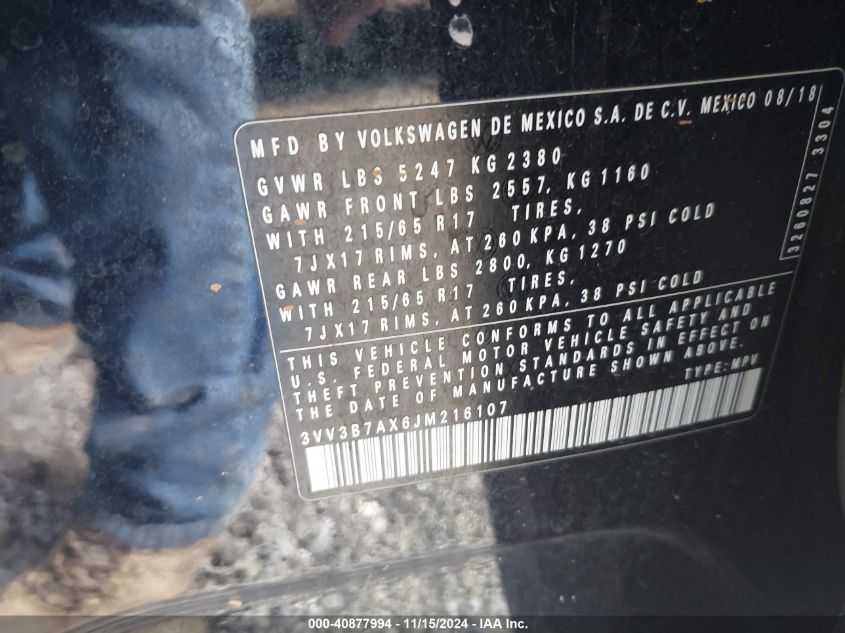 MFD BY VOLKSWAGEN DE MEXICO S.A. DE C.V. MEXICO 08/18
GVWR LBS 5247 KG 2380
GAWR FRONT LBS 2557, KG 1160
WITH 215/65 R17 TIRES,
7JX17 RIMS, AT 260 KPA, 38 PSI COLD
GAWR REAR LBS 2800, KG 1270
WITH 215/65 R17 TIRES,
7JX17 RIMS, AT 260 KPA, 38 PSI COLD
3260827 3304
THIS VEHICLE CONFORMS TO ALL APPLICABLE
U.S. FEDERAL MOTOR VEHICLE SAFETY AND
THEFT PREVENTION STANDARDS IN EFFECT ON
THE DATE OF MANUFACTURE SHOWN ABOVE.
3VV3B7AX6JM216107 TYPE: MPV
000-40877994 - 11/15/2024 - IAA Inc.